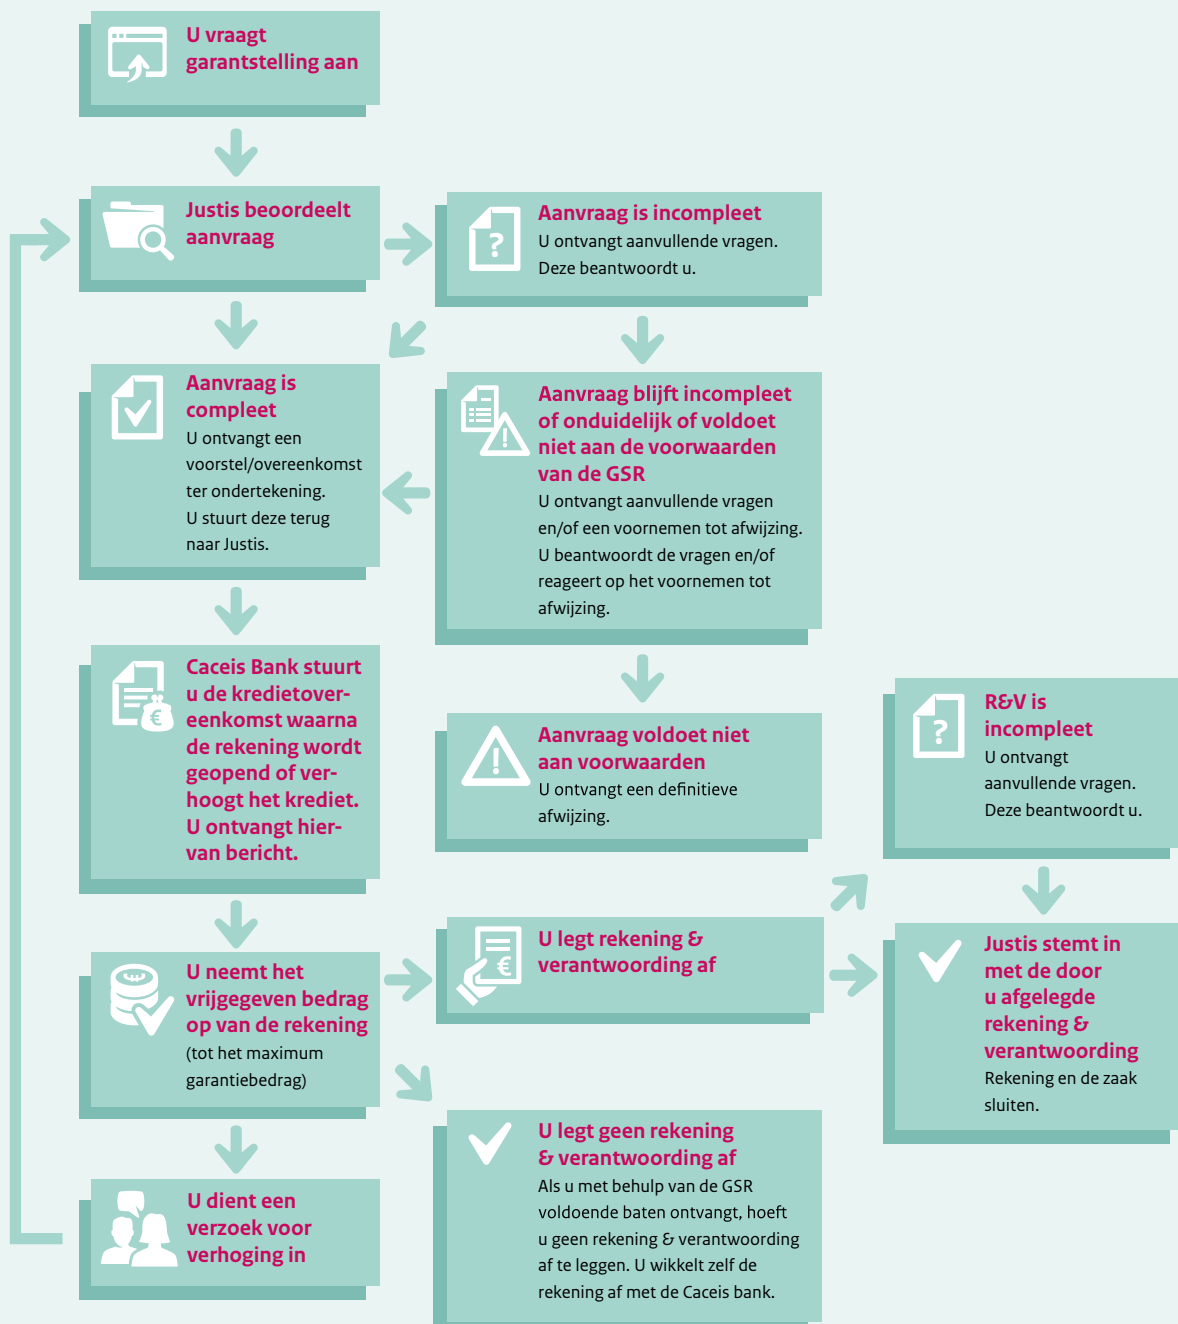 U vraagt
garantstelling aan
Justis beoordeelt
aanvraag
Aanvraag is incompleet
U ontvangt aanvullende vragen.
Deze beantwoordt u.
?
Aanvraag is
compleet
U ontvangt een
voorstel/overeenkomst
ter ondertekening.
U stuurt deze terug
naar Justis.
Aanvraag blijft incompleet
of onduidelijk of voldoet
niet aan de voorwaarden
van de GSR
U ontvangt aanvullende vragen
en/of een voornemen tot afwijzing.
U beantwoordt de vragen en/of
reageert op het voornemen tot
afwijzing.
!
Caceis Bank stuurt
u de kredietover-
eenkomst waarna
de rekening wordt
geopend of ver-
hoogt het krediet.
U ontvangt hier-
van bericht.
€
Aanvraag voldoet niet
aan voorwaarden
U ontvangt een definitieve
afwijzing.
!
R&V is
incompleet
U ontvangt
aanvullende vragen.
Deze beantwoordt u.
?
U neemt het
vrijgegeven bedrag
op van de rekening
(tot het maximum
garantiebedrag)
U legt rekening &
verantwoording af
€
Justis stemt in
met de door
u afgelegde
rekening &
verantwoording
Rekening en de zaak
sluiten.
U dient een
verzoek voor
verhoging in
U legt geen rekening
& verantwoording af
Als u met behulp van de GSR
voldoende baten ontvangt, hoeft
u geen rekening & verantwoording
af te leggen. U wikkelt zelf de
rekening af met de Caceis bank.